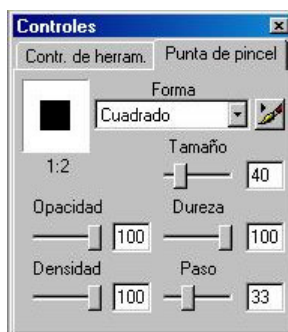 Controles
Contr. de herram. Punta de pincel
Forma
Cuadrado
1:2
Tamaño
40
Opacidad Dureza
100 100
Densidad Paso
100 33